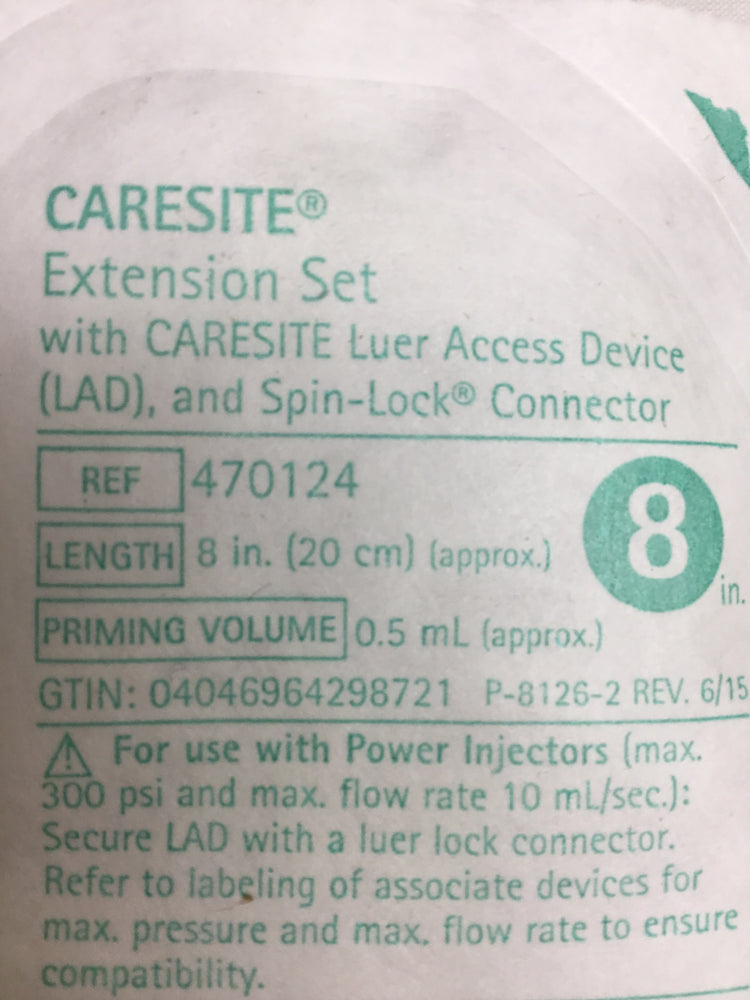 CARESITE®
Extension Set
with CARESITE Luer Access Device
(LAD), and Spin-Lock® Connector
REF 470124
LENGTH 8 in. (20 cm) (approx.)
8 in.
PRIMING VOLUME 0.5 mL (approx.)
GTIN: 04046964298721 P-8126-2 REV. 6/15
⚠ For use with Power Injectors (max.
300 psi and max. flow rate 10 mL/sec.):
Secure LAD with a luer lock connector.
Refer to labeling of associate devices for
max. pressure and max. flow rate to ensure
compatibility.